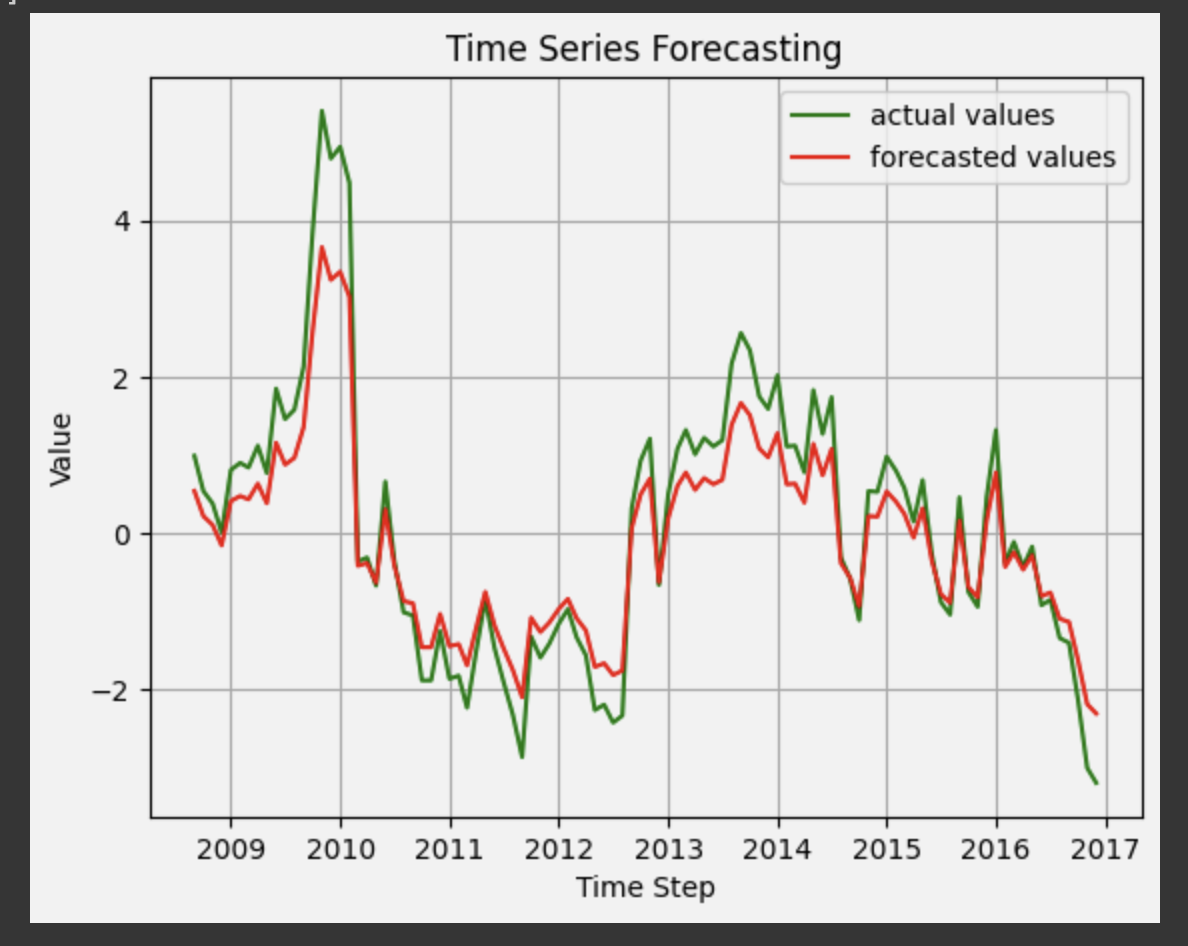 ]
Time Series Forecasting
actual values
forecasted values
4
2
0
−2
Value
2009 2010 2011 2012 2013 2014 2015 2016 2017
Time Step